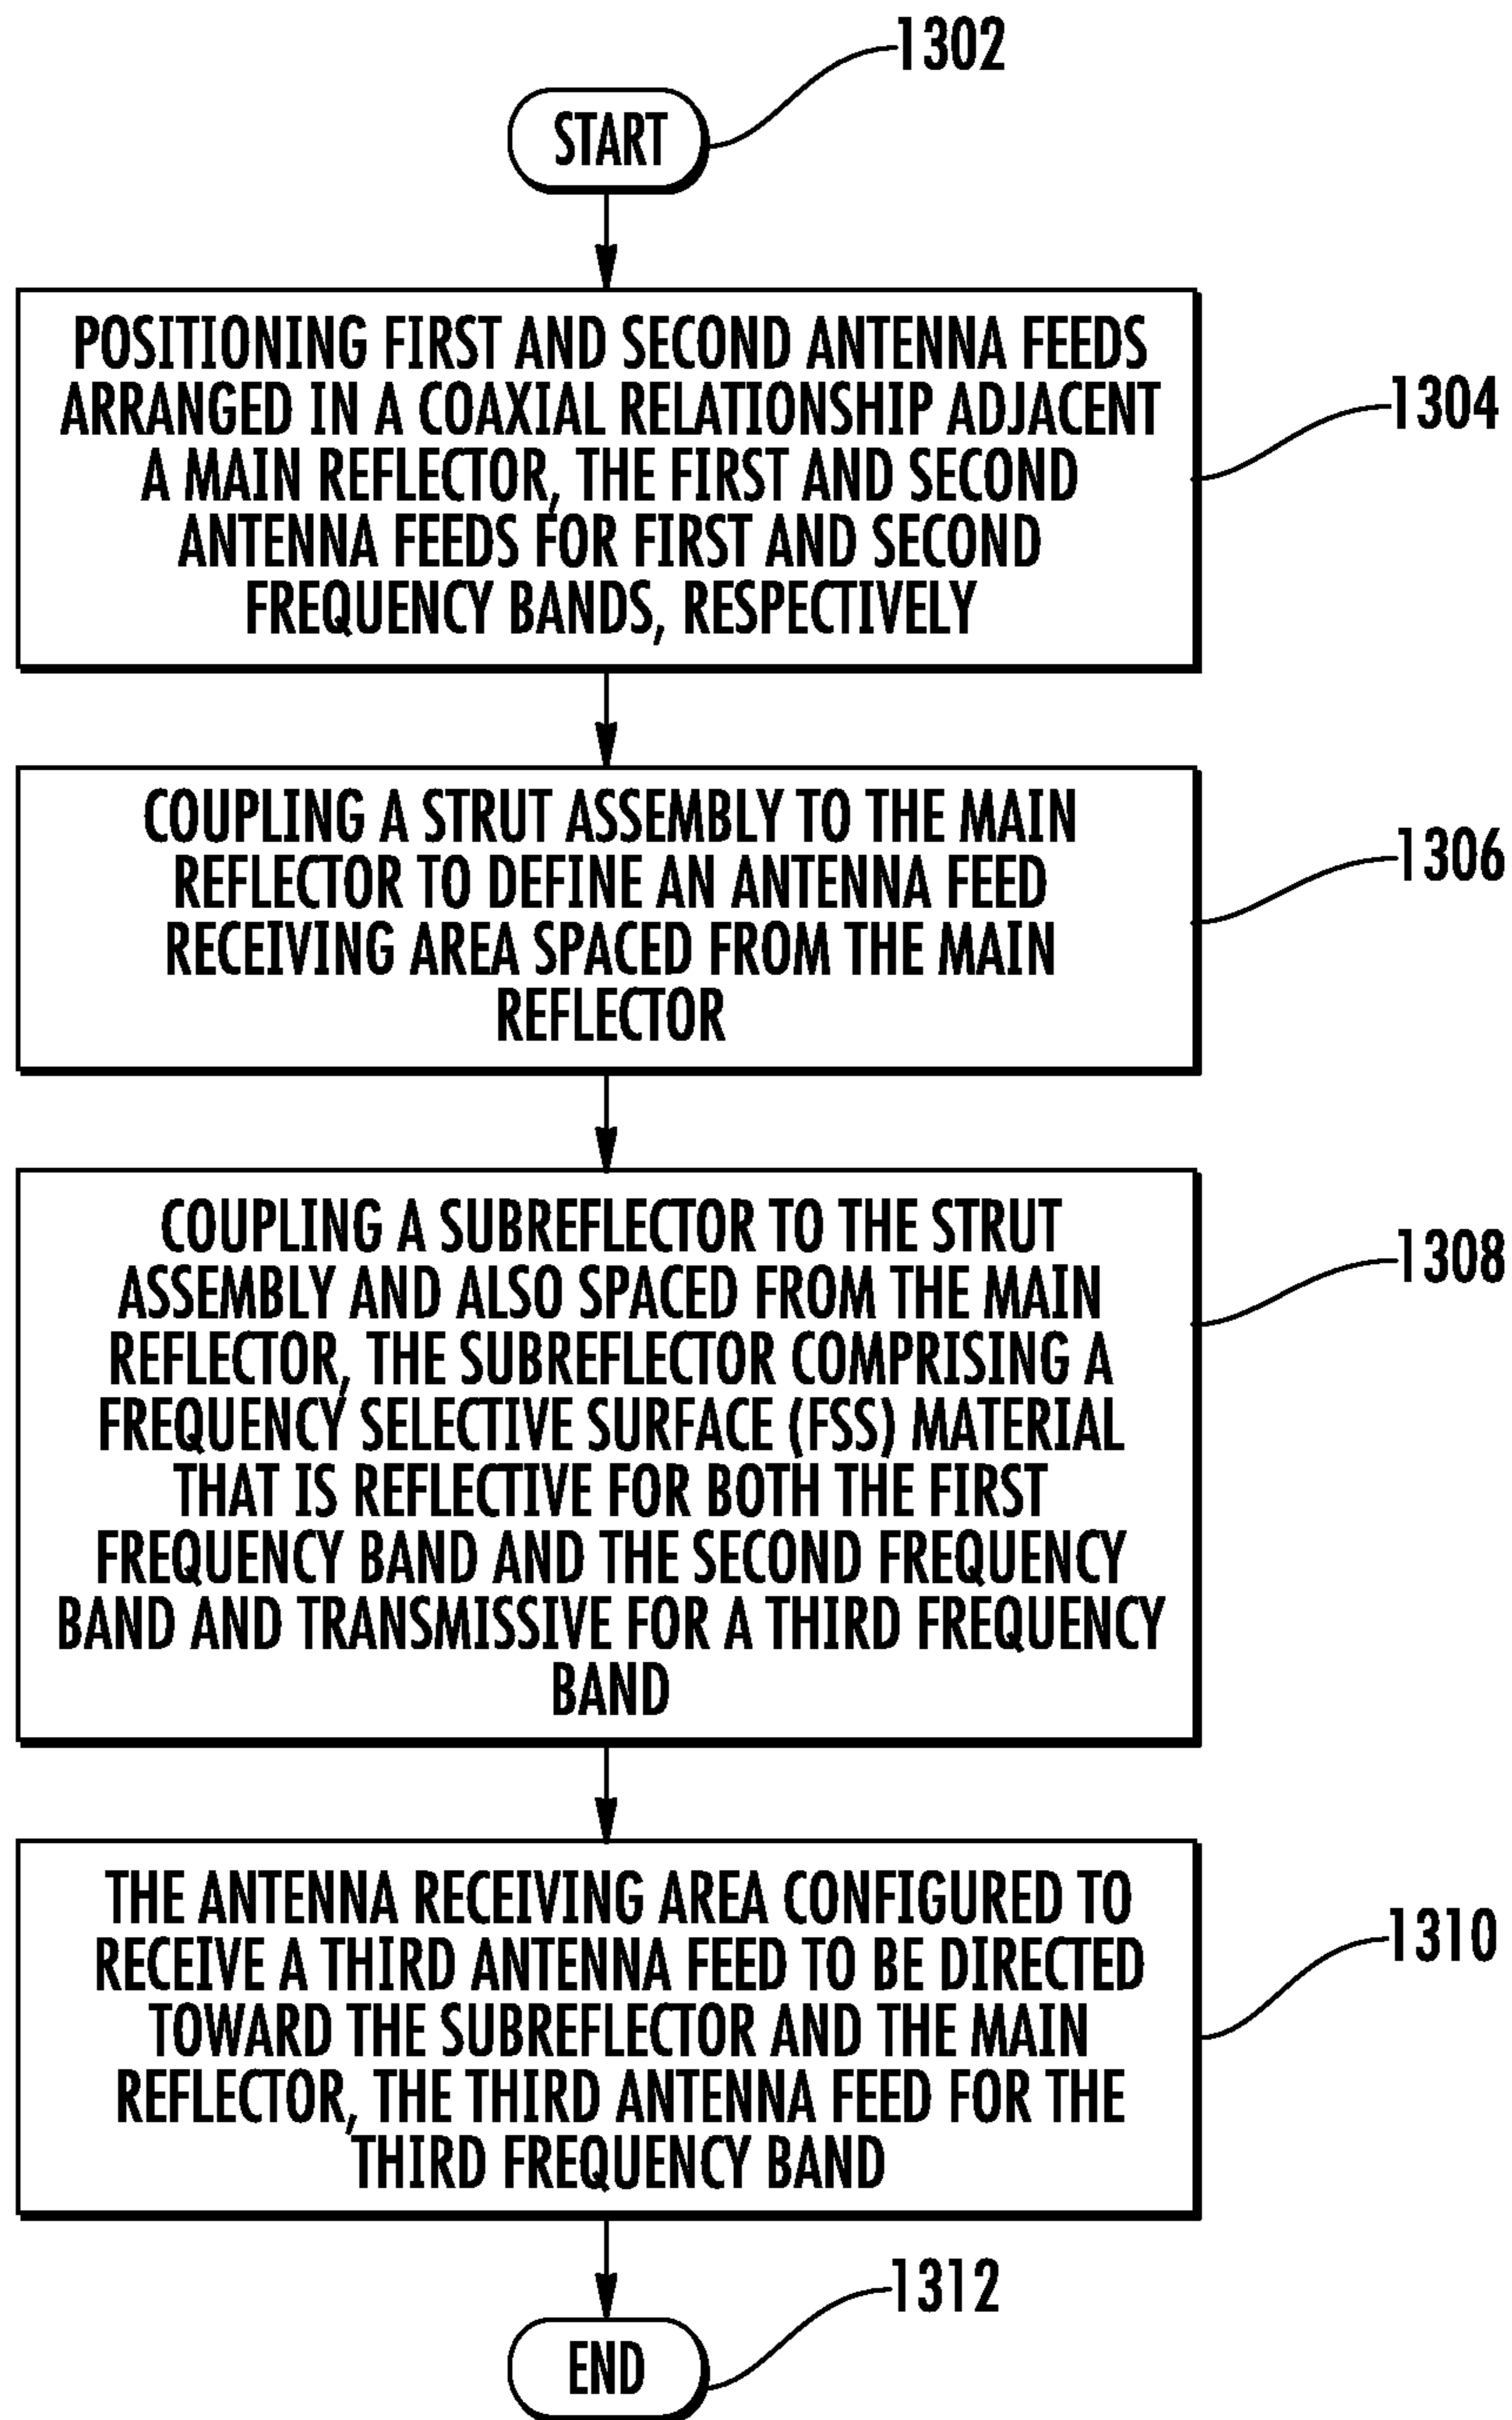 1302
START
POSITIONING FIRST AND SECOND ANTENNA FEEDS
ARRANGED IN A COAXIAL RELATIONSHIP ADJACENT
A MAIN REFLECTOR, THE FIRST AND SECOND
ANTENNA FEEDS FOR FIRST AND SECOND
FREQUENCY BANDS, RESPECTIVELY
1304
COUPLING A STRUT ASSEMBLY TO THE MAIN
REFLECTOR TO DEFINE AN ANTENNA FEED
RECEIVING AREA SPACED FROM THE MAIN
REFLECTOR
1306
COUPLING A SUBREFLECTOR TO THE STRUT
ASSEMBLY AND ALSO SPACED FROM THE MAIN
REFLECTOR, THE SUBREFLECTOR COMPRISING A
FREQUENCY SELECTIVE SURFACE (FSS) MATERIAL
THAT IS REFLECTIVE FOR BOTH THE FIRST
FREQUENCY BAND AND THE SECOND FREQUENCY
BAND AND TRANSMISSIVE FOR A THIRD FREQUENCY
BAND
1308
THE ANTENNA RECEIVING AREA CONFIGURED TO
RECEIVE A THIRD ANTENNA FEED TO BE DIRECTED
TOWARD THE SUBREFLECTOR AND THE MAIN
REFLECTOR, THE THIRD ANTENNA FEED FOR THE
THIRD FREQUENCY BAND
1310
1312
END